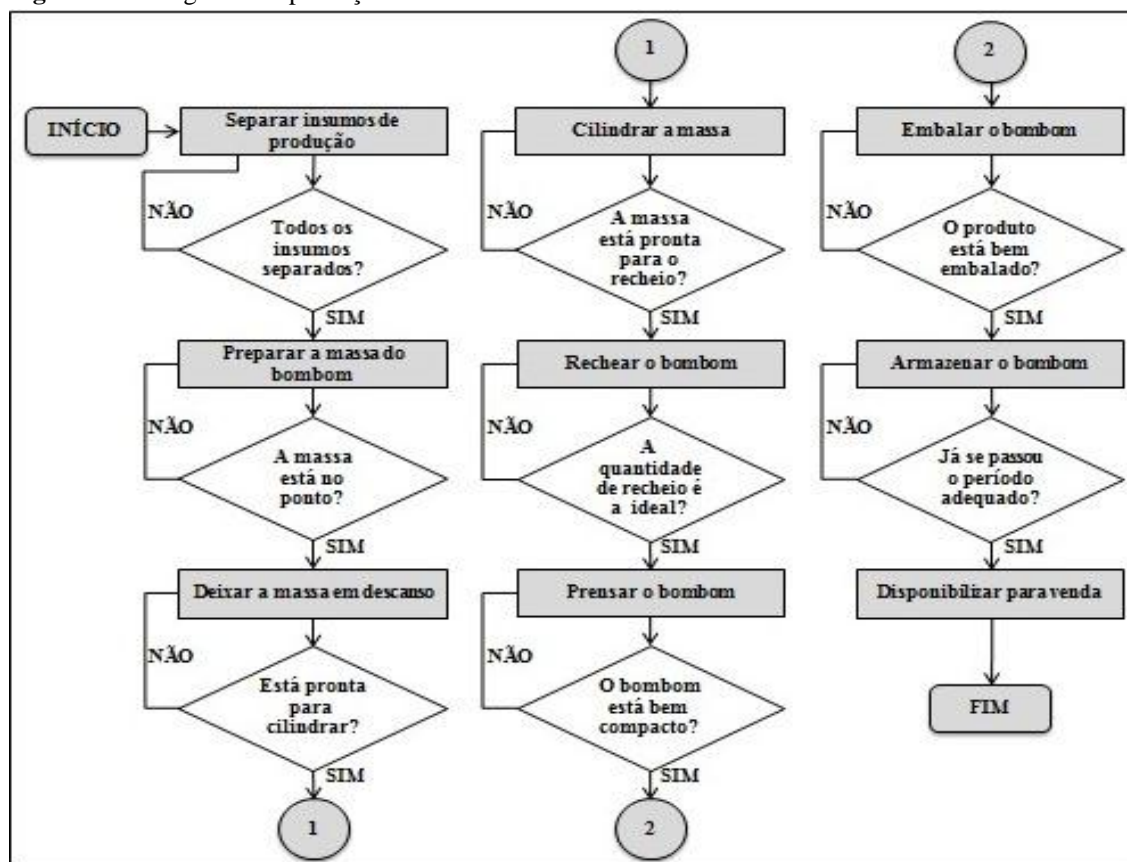 INÍCIO
Separar insumos de
produção
NÃO
Todos os
insumos
separados?
SIM
Preparar a massa do
bombom
NÃO
A massa
está no
ponto?
SIM
Deixar a massa em descanso
NÃO
Está pronta
para
cilindrar?
SIM
1
1
Cilindrar a massa
NÃO
A massa
está pronta
para o
recheio?
SIM
Rechear o bombom
NÃO
A
quantidade
de recheio é
a ideal?
SIM
Prensar o bombom
NÃO
O bombom
está bem
compacto?
SIM
2
2
Embalar o bombom
NÃO
O produto
está bem
embalado?
SIM
Armazenar o bombom
NÃO
Já se passou
o período
adequado?
SIM
Disponibilizar para venda
FIM